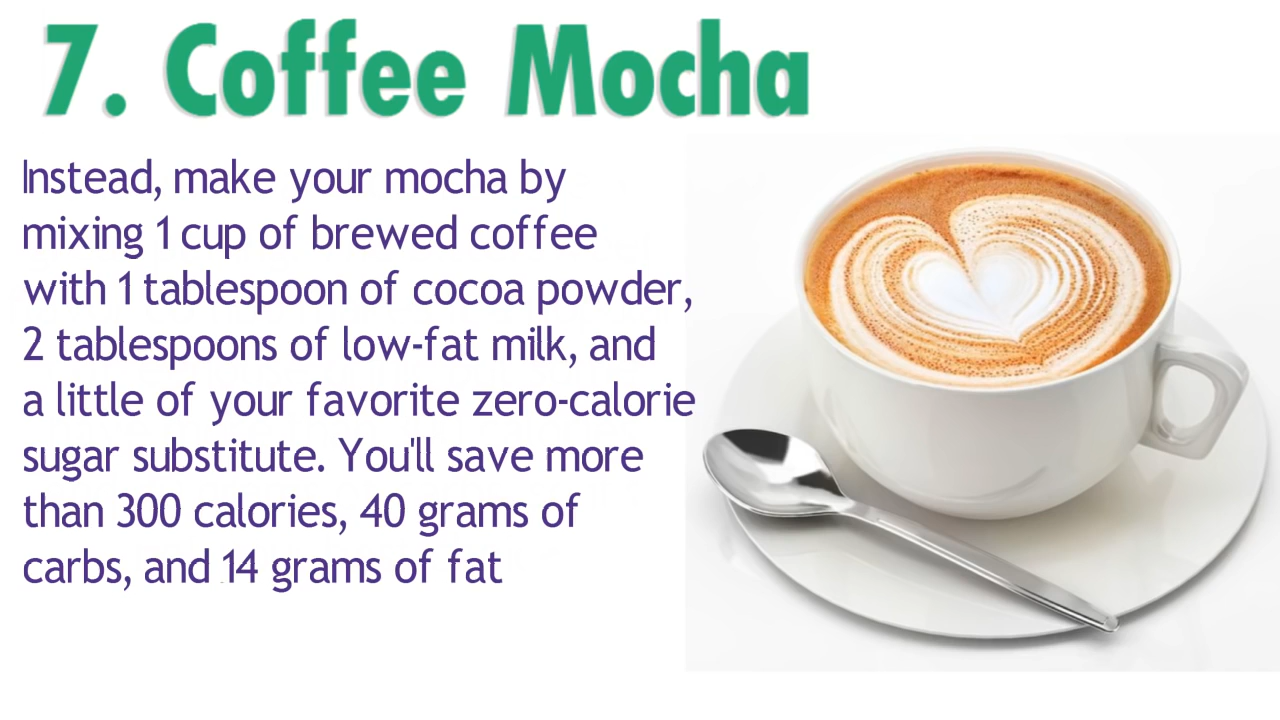 7. Coffee Mocha
Instead, make your mocha by
mixing 1 cup of brewed coffee
with 1 tablespoon of cocoa powder,
2 tablespoons of low-fat milk, and
a little of your favorite zero-calorie
sugar substitute. You'll save more
than 300 calories, 40 grams of
carbs, and 14 grams of fat